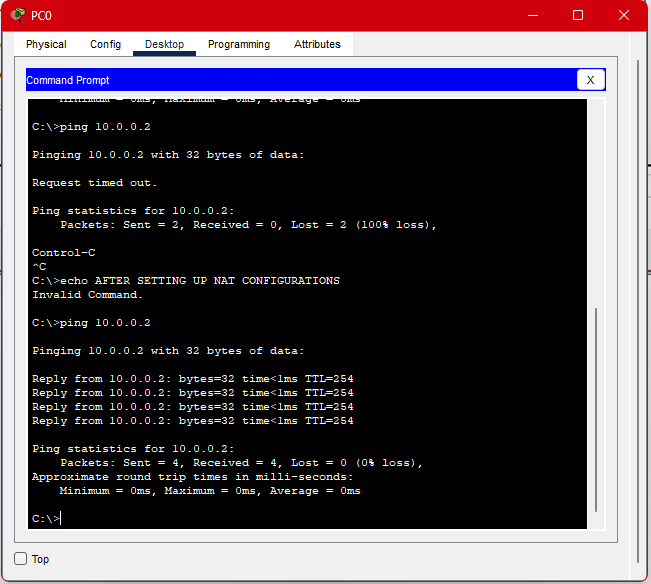 PC0
Physical Config Desktop Programming Attributes
Command Prompt X
Minimum = 0ms, Maximum = 0ms, Average = 0ms
C:\>ping 10.0.0.2
Pinging 10.0.0.2 with 32 bytes of data:
Request timed out.
Ping statistics for 10.0.0.2:
Packets: Sent = 2, Received = 0, Lost = 2 (100% loss),
Control-C
^C
C:\>echo AFTER SETTING UP NAT CONFIGURATIONS
Invalid Command.
C:\>ping 10.0.0.2
Pinging 10.0.0.2 with 32 bytes of data:
Reply from 10.0.0.2: bytes=32 time<1ms TTL=254
Reply from 10.0.0.2: bytes=32 time<1ms TTL=254
Reply from 10.0.0.2: bytes=32 time<1ms TTL=254
Reply from 10.0.0.2: bytes=32 time<1ms TTL=254
Ping statistics for 10.0.0.2:
Packets: Sent = 4, Received = 4, Lost = 0 (0% loss),
Approximate round trip times in milli-seconds:
Minimum = 0ms, Maximum = 0ms, Average = 0ms
C:\>
Top